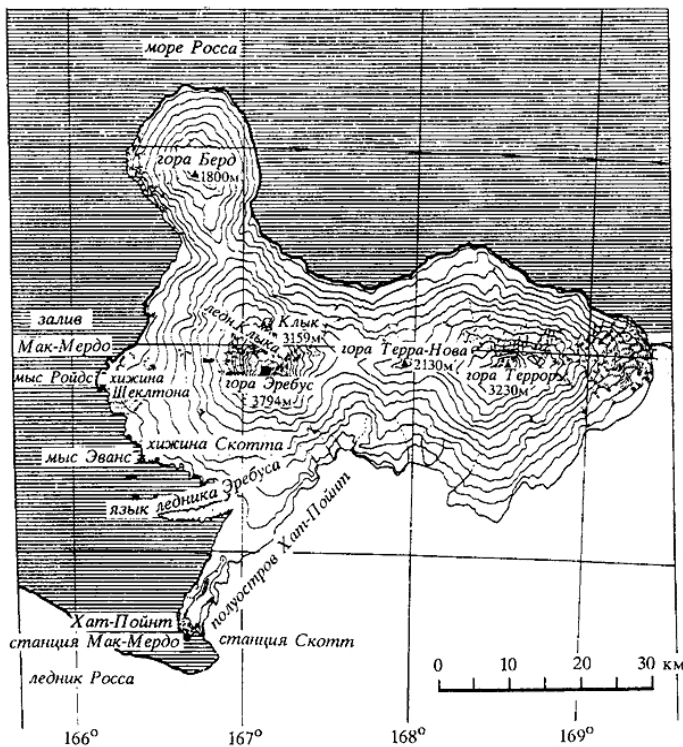 море Росса
гора Берд
1800м
залив
Мак-Мердо
Клык
3159м
гора Терра-Нова
2130м
мыс Ройдс
хижина
Шеклтона
гора Эребус
3794м
гора Террор
3230м
хижина Скотта
мыс Эванс
язык ледника Эребуса
полуостров Хат-Пойнт
Хат-Пойнт
станция Мак-Мердо
станция Скотт
ледник Росса
0 10 20 30 км
166° 167° 168° 169°